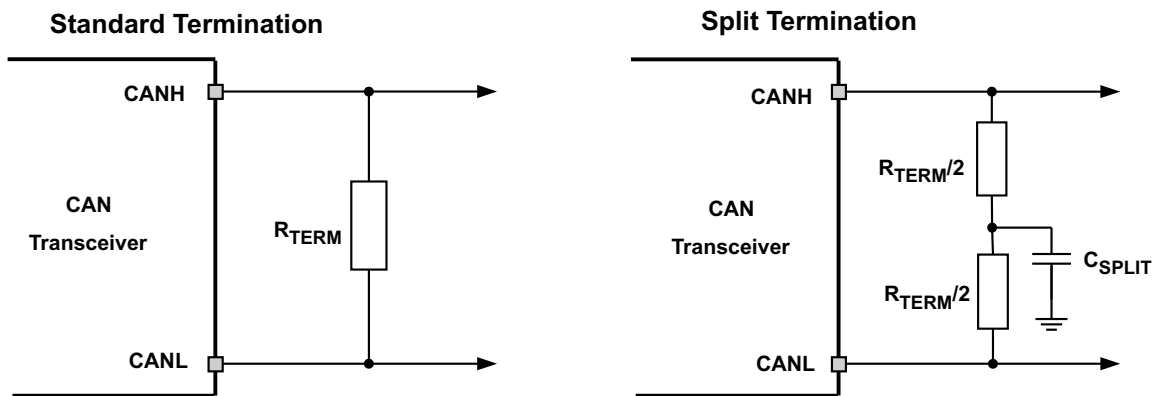 Standard Termination
CANH
CAN
Transceiver
RTERM
CANL
Split Termination
CANH
CAN
Transceiver
RTERM/2
CSPLIT
RTERM/2
CANL